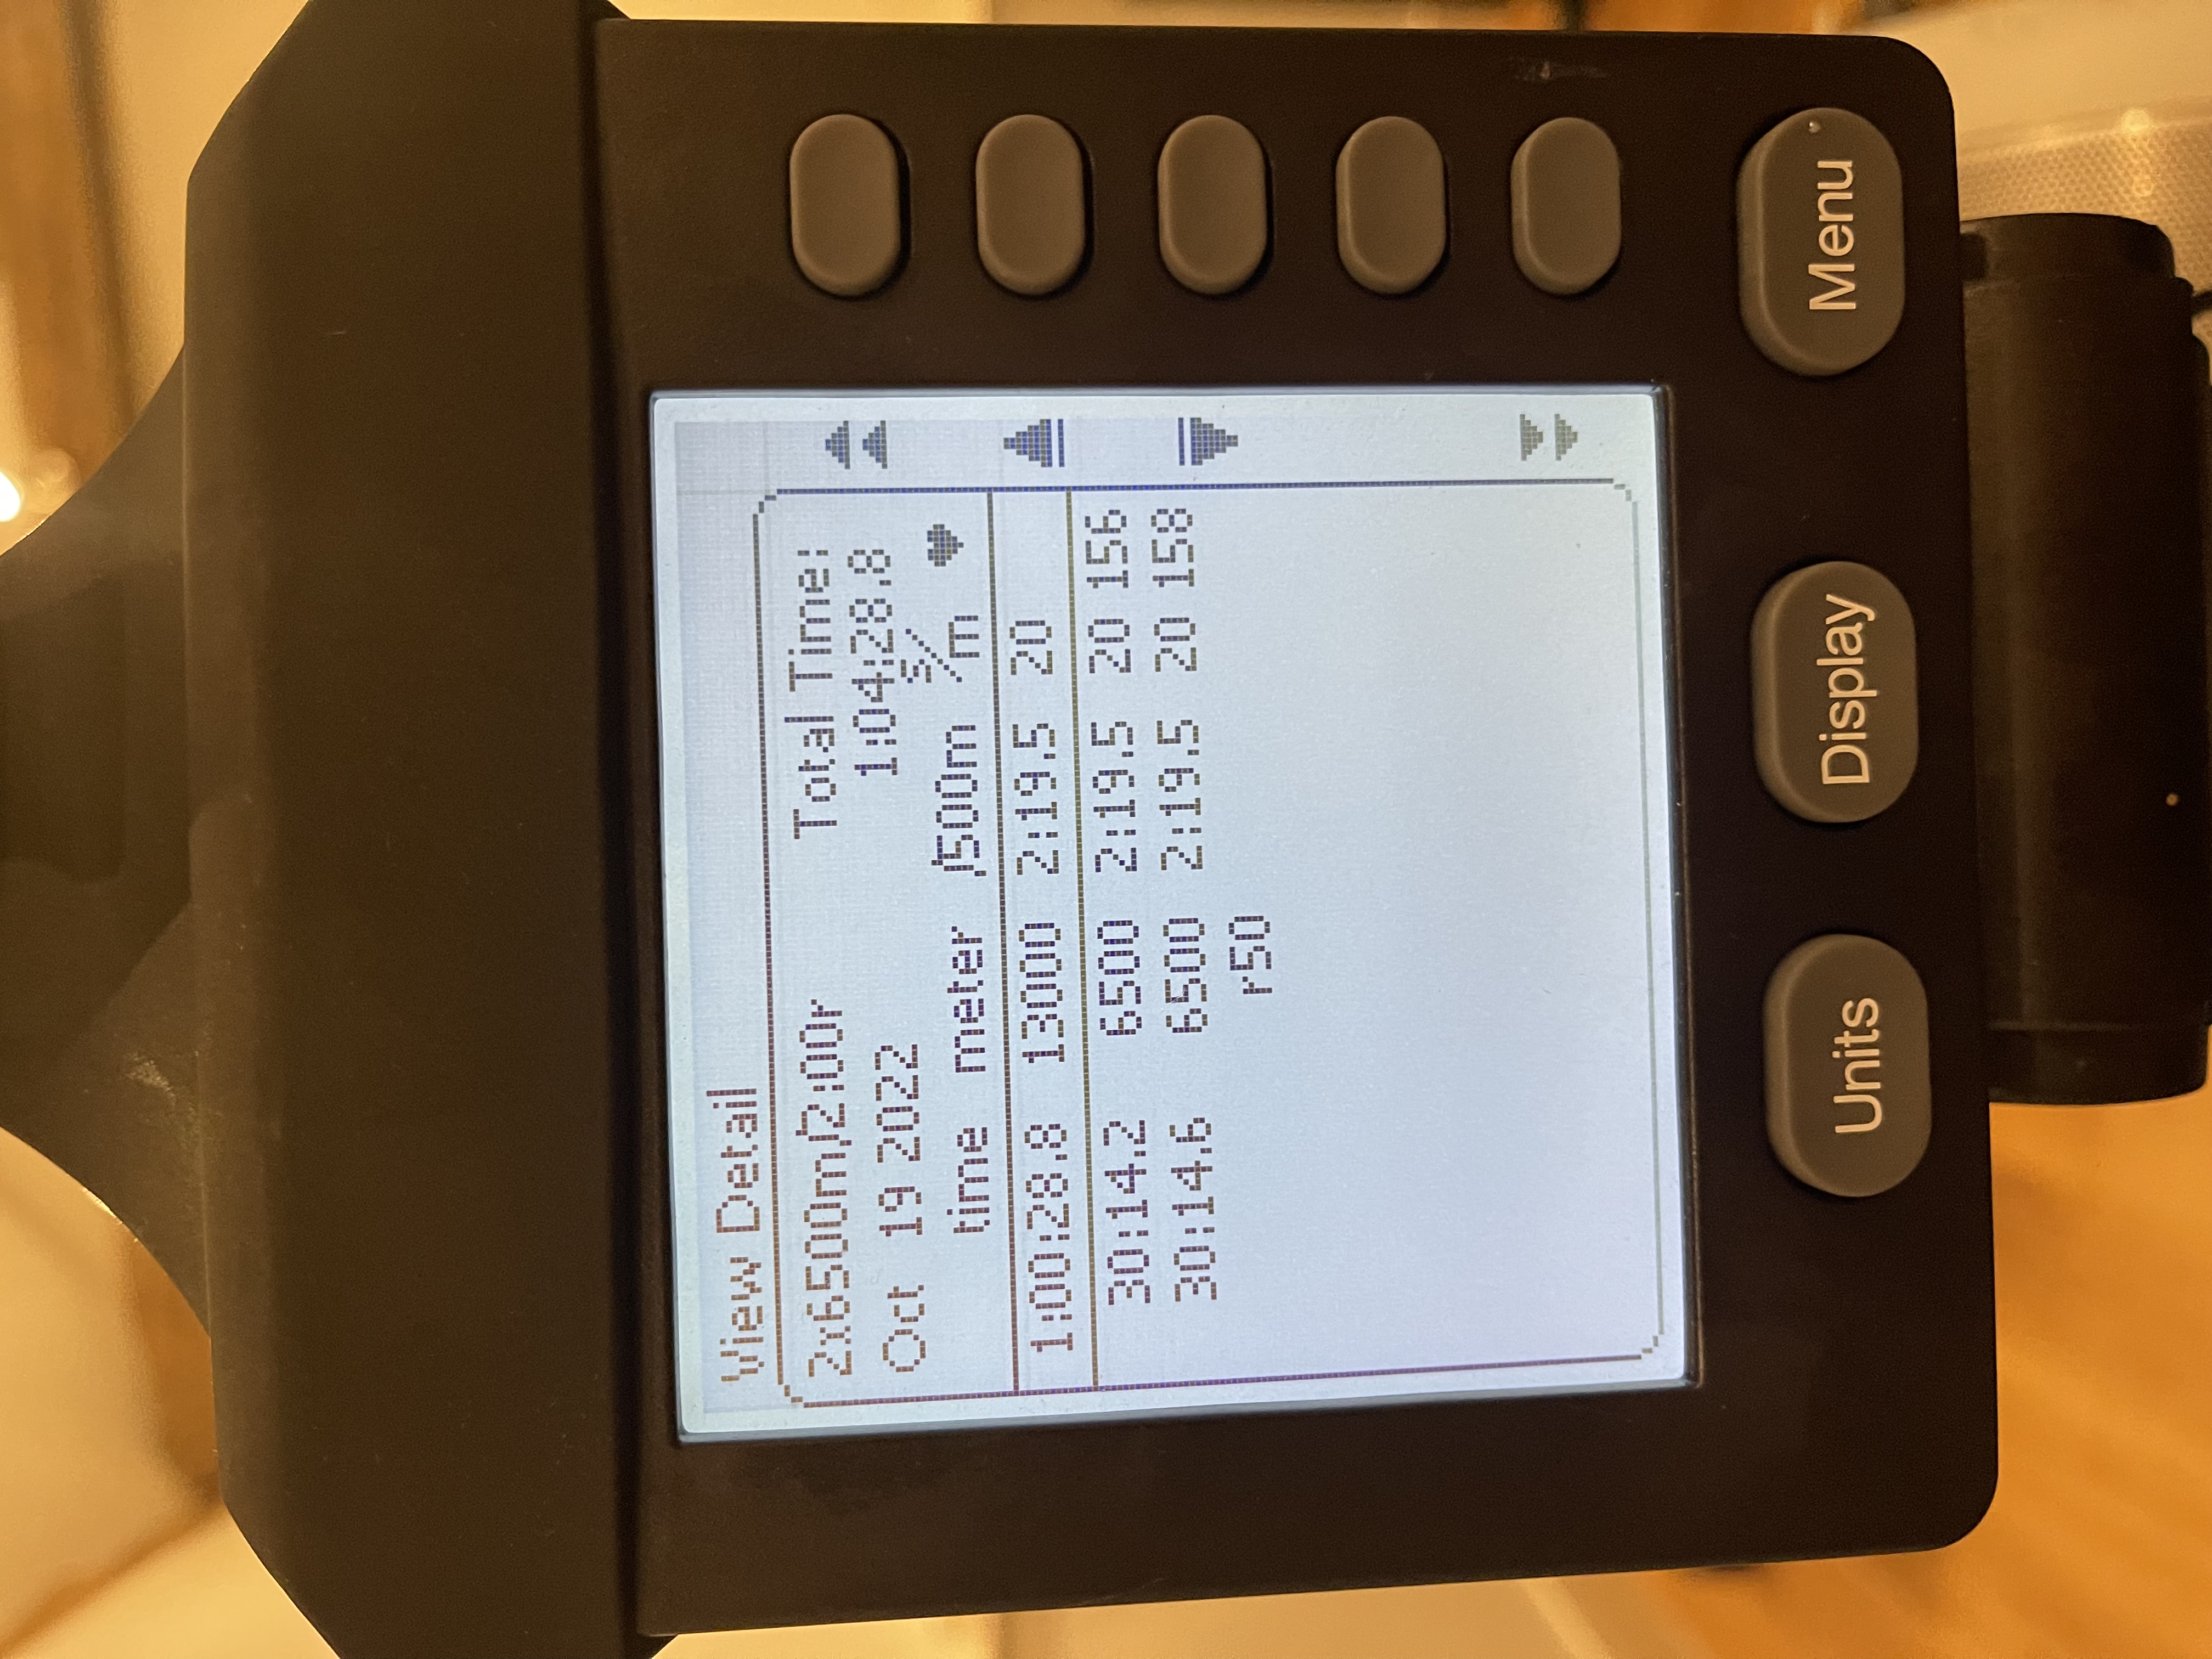 View Detail
2x6500m/2:00r Total Time:
Oct 19 2022 1:04:28.8
time meter /500m s/m ♥
1:00:28.8 13000 2:19.5 20
30:14.2 6500 2:19.5 20 156
30:14.6 6500 2:19.5 20 158
r50
Units Display Menu